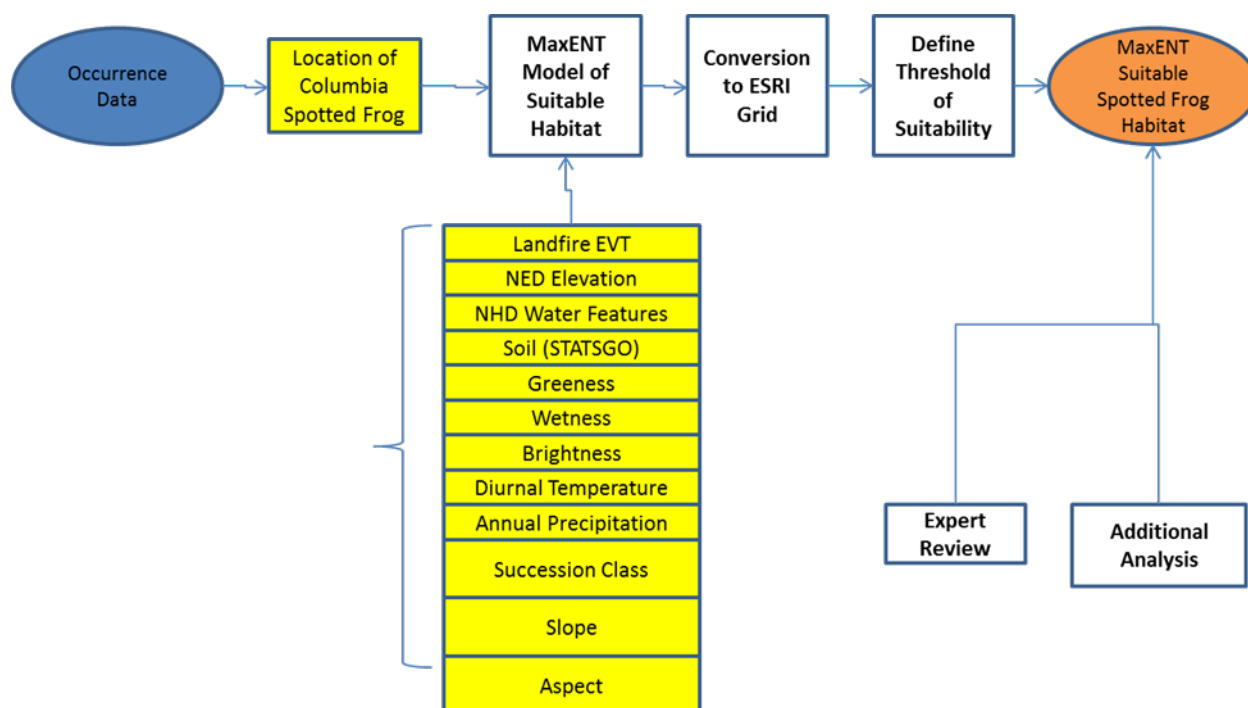 Occurrence
Data
Location of
Columbia
Spotted Frog
MaxENT
Model of
Suitable
Habitat
Conversion
to ESRI
Grid
Define
Threshold
of
Suitability
MaxENT
Suitable
Spotted Frog
Habitat
Landfire EVT
NED Elevation
NHD Water Features
Soil (STATSGO)
Greeness
Wetness
Brightness
Diurnal Temperature
Annual Precipitation
Succession Class
Slope
Aspect
Expert
Review
Additional
Analysis